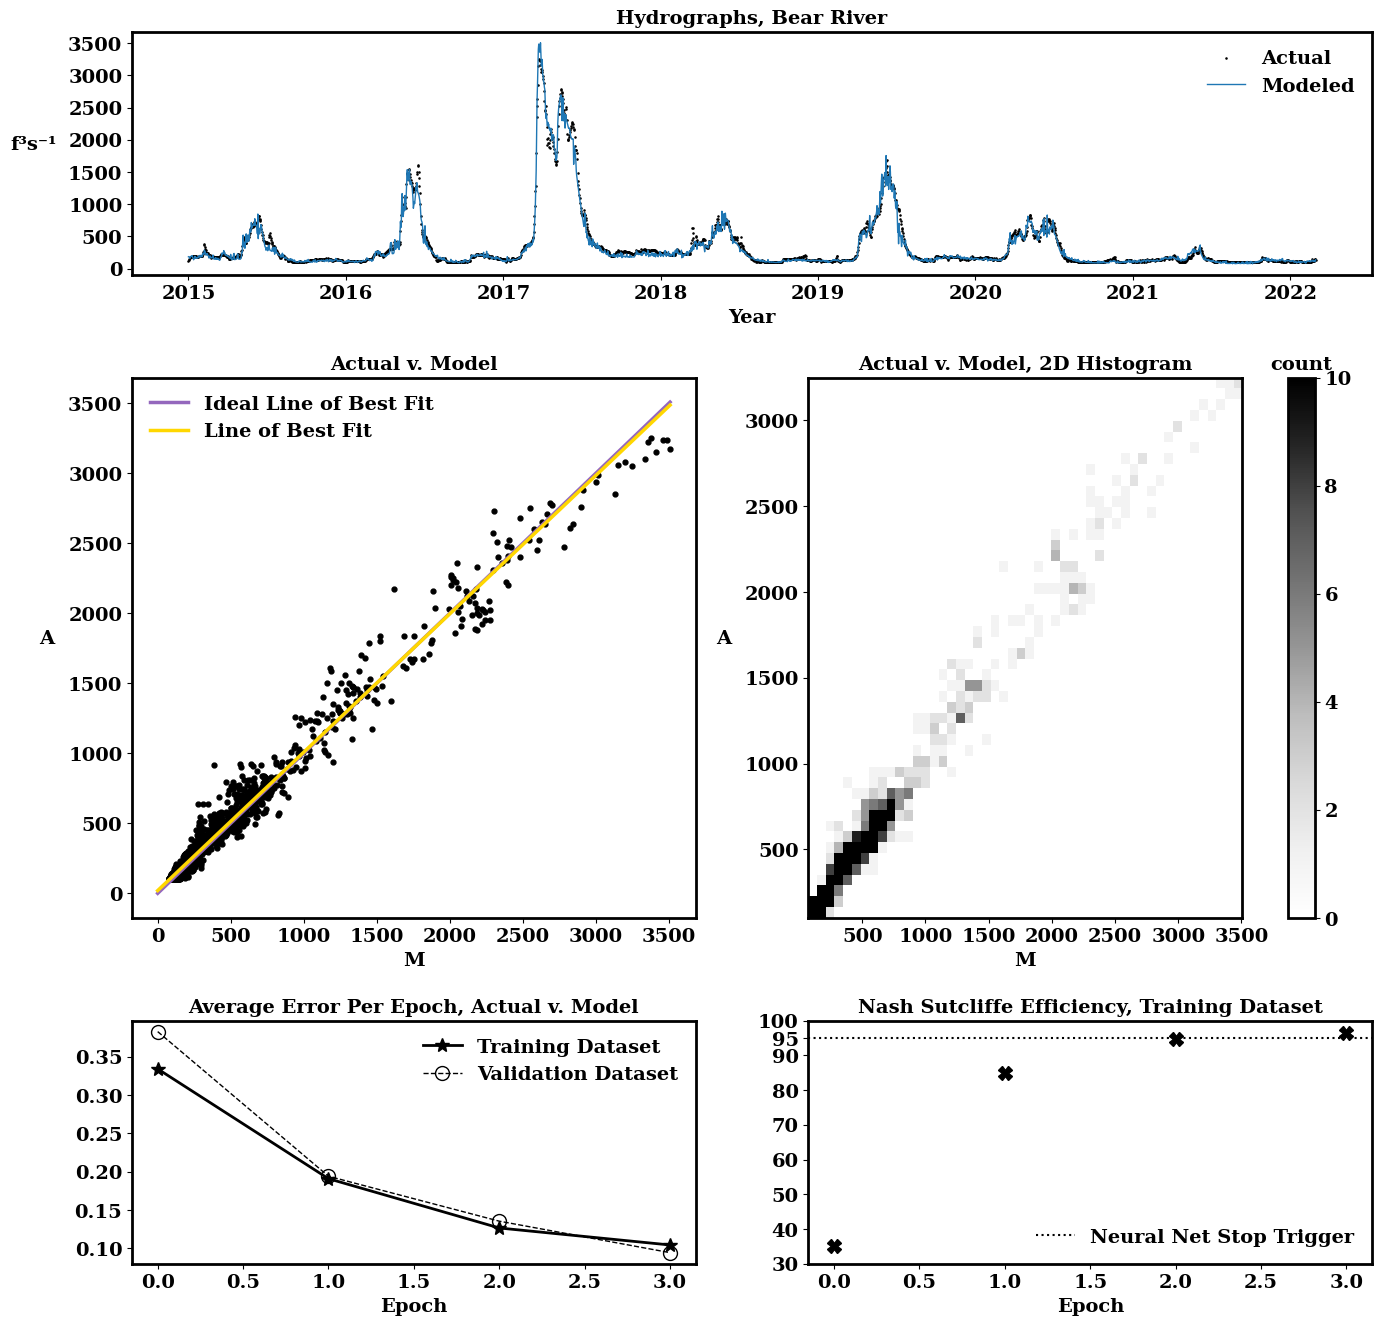 Hydrographs, Bear River
3500
3000
2500
2000
1500
1000
500
0
f³s⁻¹
Actual
Modeled
2015 2016 2017 2018 2019 2020 2021 2022
Year
Actual v. Model
3500
3000
2500
2000
1500
1000
500
0
A
Ideal Line of Best Fit
Line of Best Fit
0 500 1000 1500 2000 2500 3000 3500
M
Actual v. Model, 2D Histogram
3000
2500
2000
1500
1000
500
A
500 1000 1500 2000 2500 3000 3500
M
count
10
8
6
4
2
0
Average Error Per Epoch, Actual v. Model
0.35
0.30
0.25
0.20
0.15
0.10
Training Dataset
Validation Dataset
0.0 0.5 1.0 1.5 2.0 2.5 3.0
Epoch
Nash Sutcliffe Efficiency, Training Dataset
100
95
90
80
70
60
50
40
30
Neural Net Stop Trigger
0.0 0.5 1.0 1.5 2.0 2.5 3.0
Epoch